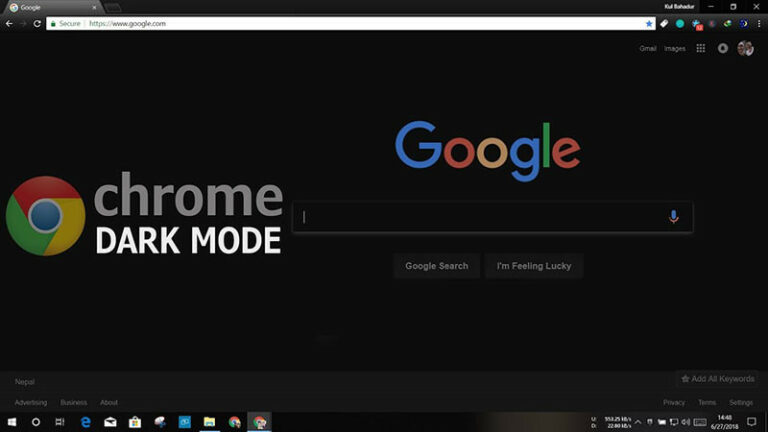 Google
Kul Bahadur
Secure | https://www.google.com
Gmail Images
Google
chrome
DARK MODE
Google Search I'm Feeling Lucky
Add All Keywords
Nepal
Advertising Business About
Privacy Terms Settings
U: 553.25 kB/s
D: 22.80 kB/s
14:48
6/27/2018